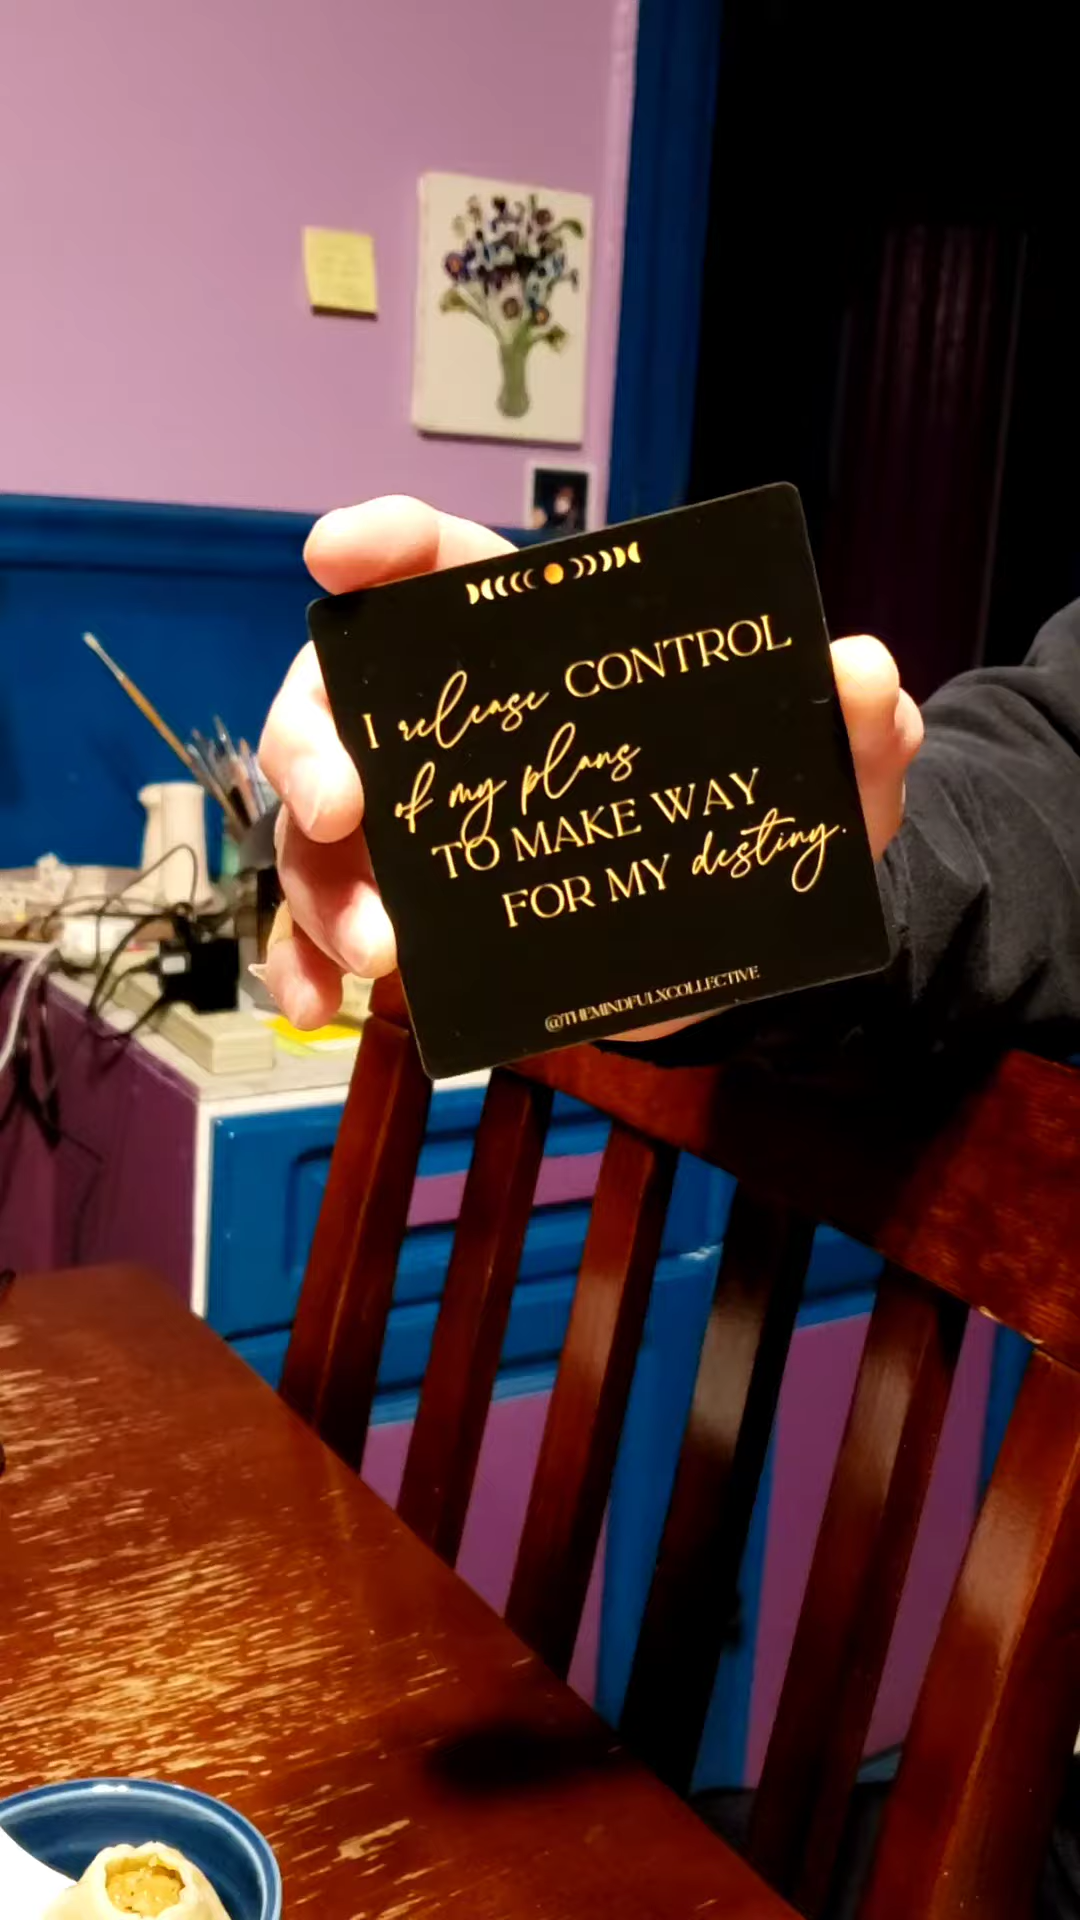 I release CONTROL
of my plans
TO MAKE WAY
FOR MY destiny.
@THEMINDFULXCOLLECTIVE